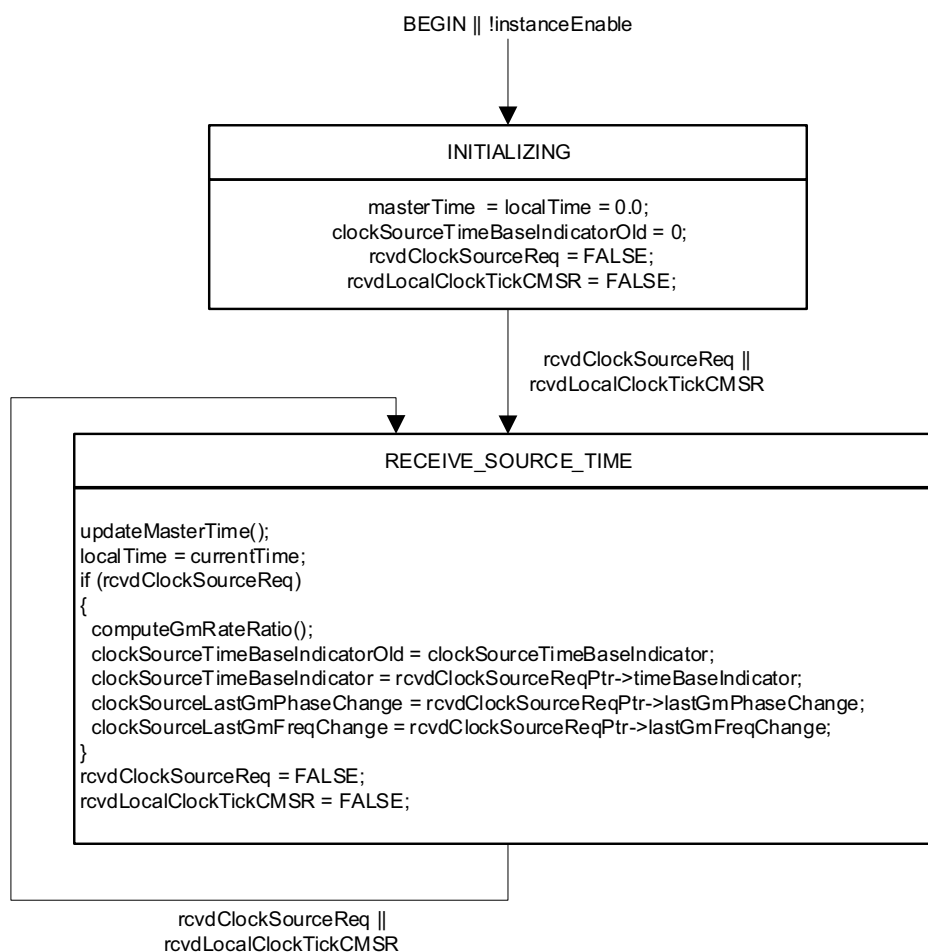 BEGIN || !instanceEnable
INITIALIZING
masterTime = localTime = 0.0;
clockSourceTimeBaseIndicatorOld = 0;
rcvdClockSourceReq = FALSE;
rcvdLocalClockTickCMSR = FALSE;
rcvdClockSourceReq ||
rcvdLocalClockTickCMSR
RECEIVE_SOURCE_TIME
updateMasterTime();
localTime = currentTime;
if (rcvdClockSourceReq)
{
computeGmRateRatio();
clockSourceTimeBaseIndicatorOld = clockSourceTimeBaseIndicator;
clockSourceTimeBaseIndicator = rcvdClockSourceReqPtr->timeBaseIndicator;
clockSourceLastGmPhaseChange = rcvdClockSourceReqPtr->lastGmPhaseChange;
clockSourceLastGmFreqChange = rcvdClockSourceReqPtr->lastGmFreqChange;
}
rcvdClockSourceReq = FALSE;
rcvdLocalClockTickCMSR = FALSE;
rcvdClockSourceReq ||
rcvdLocalClockTickCMSR